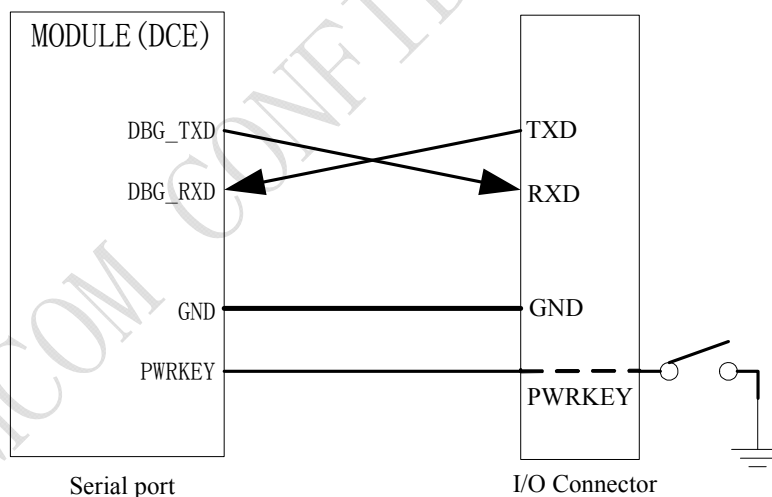 MODULE(DCE)
DBG_TXD
TXD
DBG_RXD
RXD
GND
GND
PWRKEY
PWRKEY
Serial port
I/O Connector